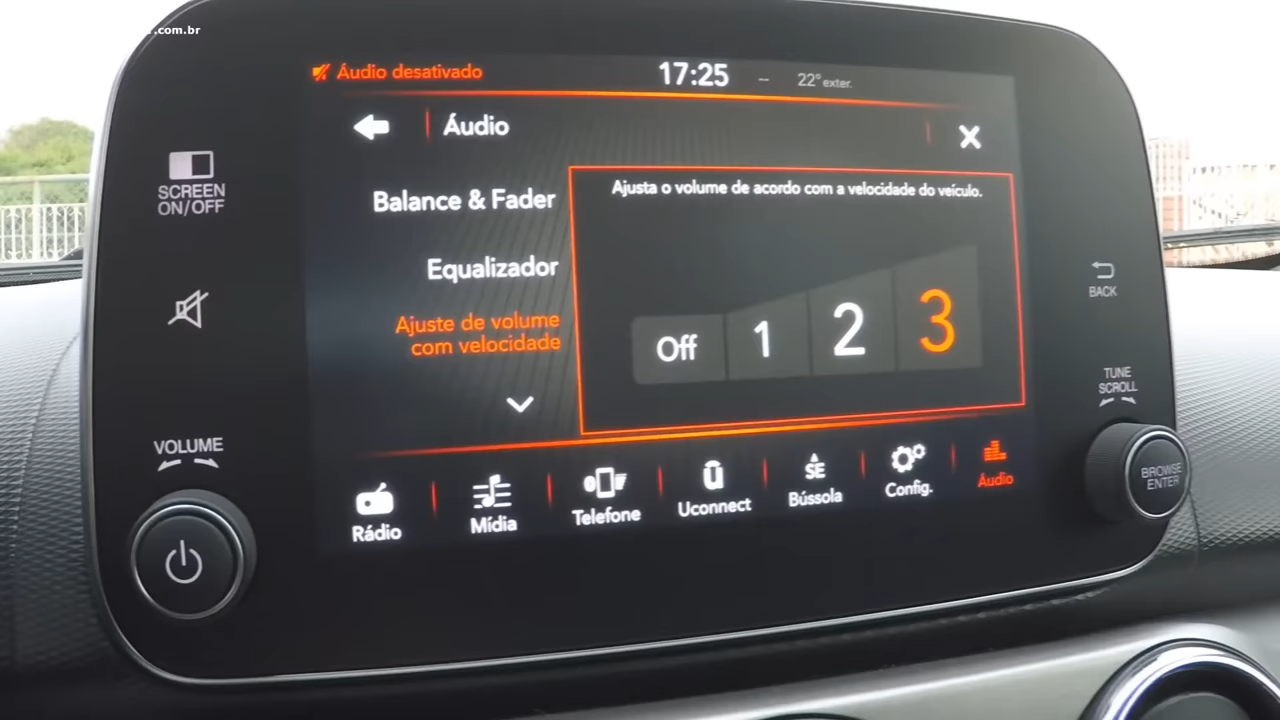 .com.br
Áudio desativado
17:25
--
22° exter.
Áudio
SCREEN
ON/OFF
Balance & Fader
Ajusta o volume de acordo com a velocidade do veículo.
Equalizador
Ajuste de volume
com velocidade
Off 1 2 3
BACK
TUNE
SCROLL
VOLUME
BROWSE
ENTER
Rádio
Mídia
Telefone
Uconnect
SE
Bússola
Config.
Áudio